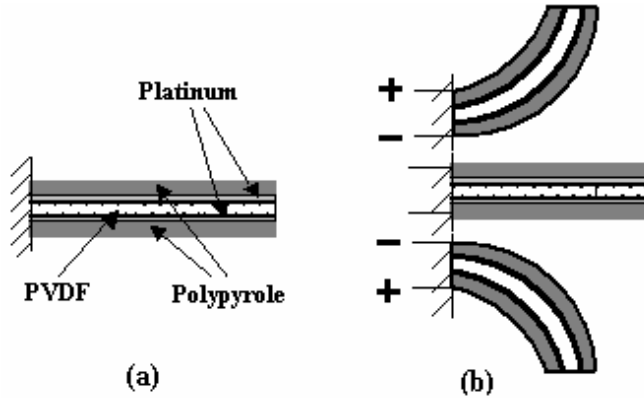 Platinum
PVDF
Polypyrole
(a)
+
−
−
+
(b)